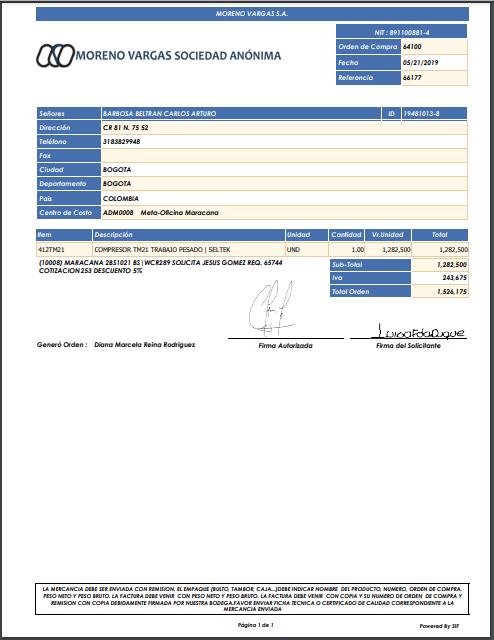 MORENO VARGAS S.A.
NIT : 891100881-4
MORENO VARGAS SOCIEDAD ANÓNIMA
Orden de Compra 64100
Fecha 05/21/2019
Referencia 66177
Señores BARBOSA BELTRAN CARLOS ARTURO ID 19481013-8
Dirección CR 81 N. 75 52
Teléfono 3183829948
Fax
Ciudad BOGOTA
Departamento BOGOTA
Pais COLOMBIA
Centro de Costo ADM0008 Meta-Oficina Maracana
Item Descripción Unidad Cantidad Vr.Unidad Total
412TM21 COMPRESOR TM21 TRABAJO PESADO | SELTEK UND 1.00 1,282,500 1,282,500
(10008) MARACANA 2BS1021 BS|WCR289 SOLICITA JESUS GOMEZ REQ. 65744
COTIZACION 253 DESCUENTO 5%
Sub-Total 1,282,500
Iva 243,675
Total Orden 1,526,175
Generó Orden : Diana Marcela Reina Rodriguez
Firma Autorizada
Firma del Solicitante
LA MERCANCIA DEBE SER ENVIADA CON REMISION. EL EMPAQUE (BULTO, TAMBOR, CAJA...)DEBE INDICAR NOMBRE DEL PRODUCTO, NUMERO, ORDEN DE COMPRA,
PESO NETO Y PESO BRUTO. LA FACTURA DEBE VENIR CON PESO NETO Y PESO BRUTO. LA FACTURA DEBE VENIR CON COPIA Y SU NUMERO DE ORDEN DE COMPRA Y
REMISION CON COPIA DEBIDAMENTE FIRMADA POR NUESTRA BODEGA.FAVOR ENVIAR FICHA TECNICA O CERTIFICADO DE CALIDAD CORRESPONDIENTE A LA
MERCANCIA ENVIADA
Página 1 de 1
Powered By SIF